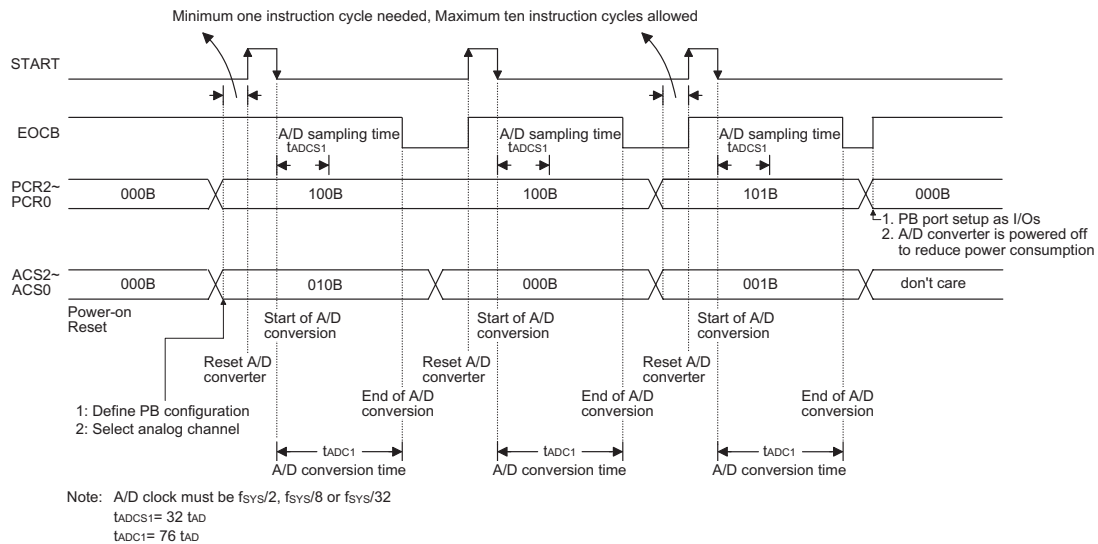 Minimum one instruction cycle needed, Maximum ten instruction cycles allowed
START
EOCB
A/D sampling time A/D sampling time A/D sampling time
tADCS1 tADCS1 tADCS1
PCR2~
PCR0
000B 100B 100B 101B 000B
1. PB port setup as I/Os
2. A/D converter is powered off
to reduce power consumption
ACS2~
ACS0
000B 010B 000B 001B don't care
Power-on
Reset
Start of A/D
conversion
Start of A/D
conversion
Start of A/D
conversion
Reset A/D
converter
Reset A/D
converter
Reset A/D
converter
1: Define PB configuration
2: Select analog channel
End of A/D
conversion
End of A/D
conversion
End of A/D
conversion
tADC1 tADC1 tADC1
A/D conversion time A/D conversion time A/D conversion time
Note: A/D clock must be fSYS/2, fSYS/8 or fSYS/32
tADCS1= 32 tAD
tADC1= 76 tAD